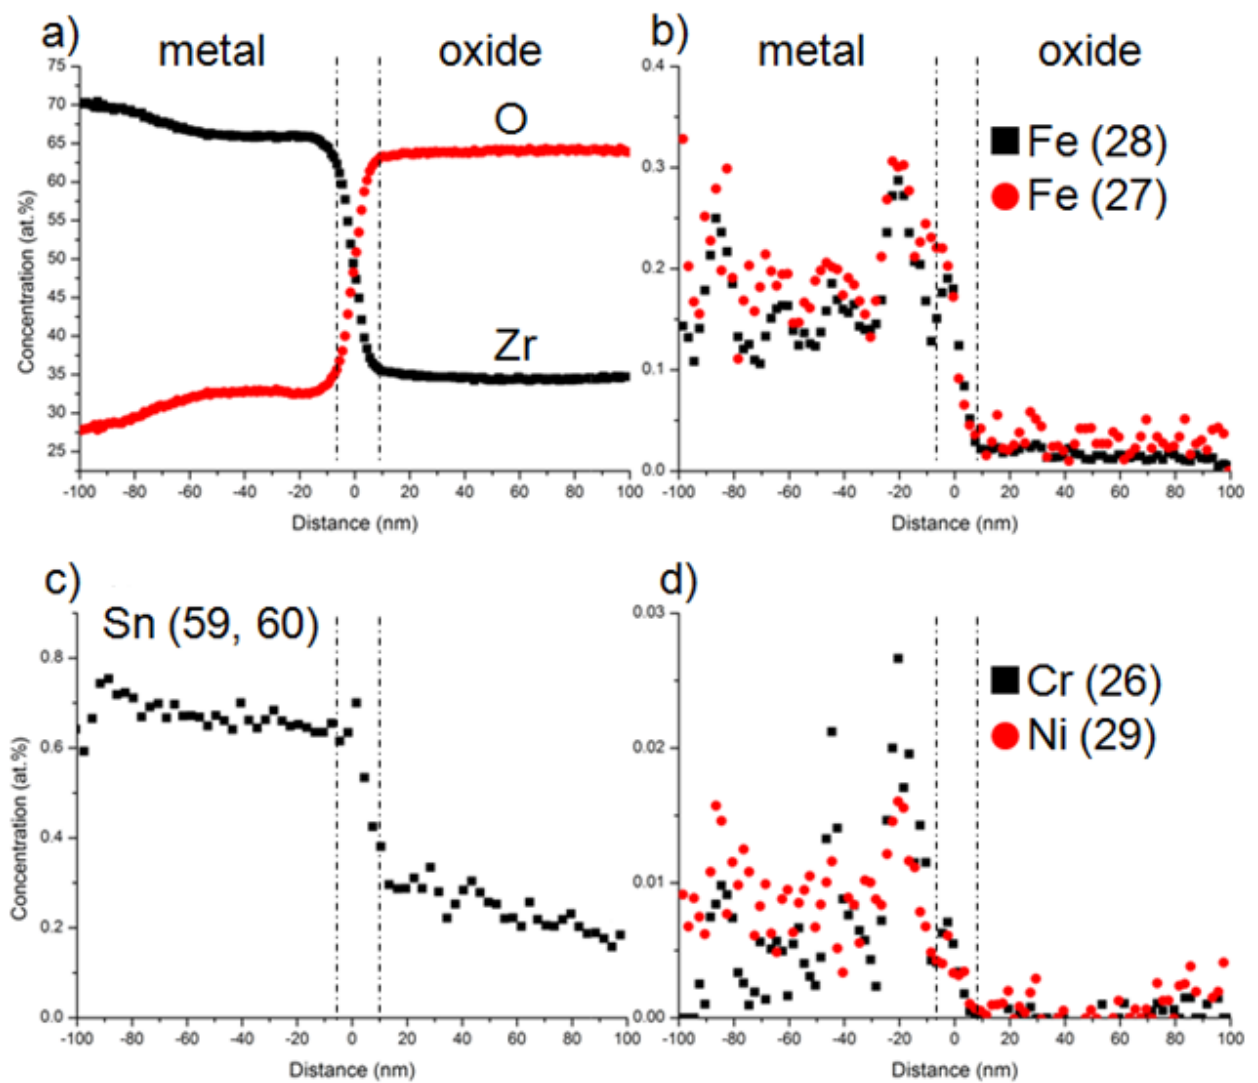 a) metal oxide
75
70
65
60
55
50
45
40
35
30
25
Concentration (at.%)
O
Zr
-100 -80 -60 -40 -20 0 20 40 60 80 100
Distance (nm)
b) metal oxide
0.4
0.3
0.2
0.1
0.0
Fe (28)
Fe (27)
-100 -80 -60 -40 -20 0 20 40 60 80 100
Distance (nm)
c)
Sn (59, 60)
0.8
0.6
0.4
0.2
0.0
Concentration (at.%)
-100 -80 -60 -40 -20 0 20 40 60 80 100
Distance (nm)
d)
0.03
0.02
0.01
0.00
Cr (26)
Ni (29)
-100 -80 -60 -40 -20 0 20 40 60 80 100
Distance (nm)